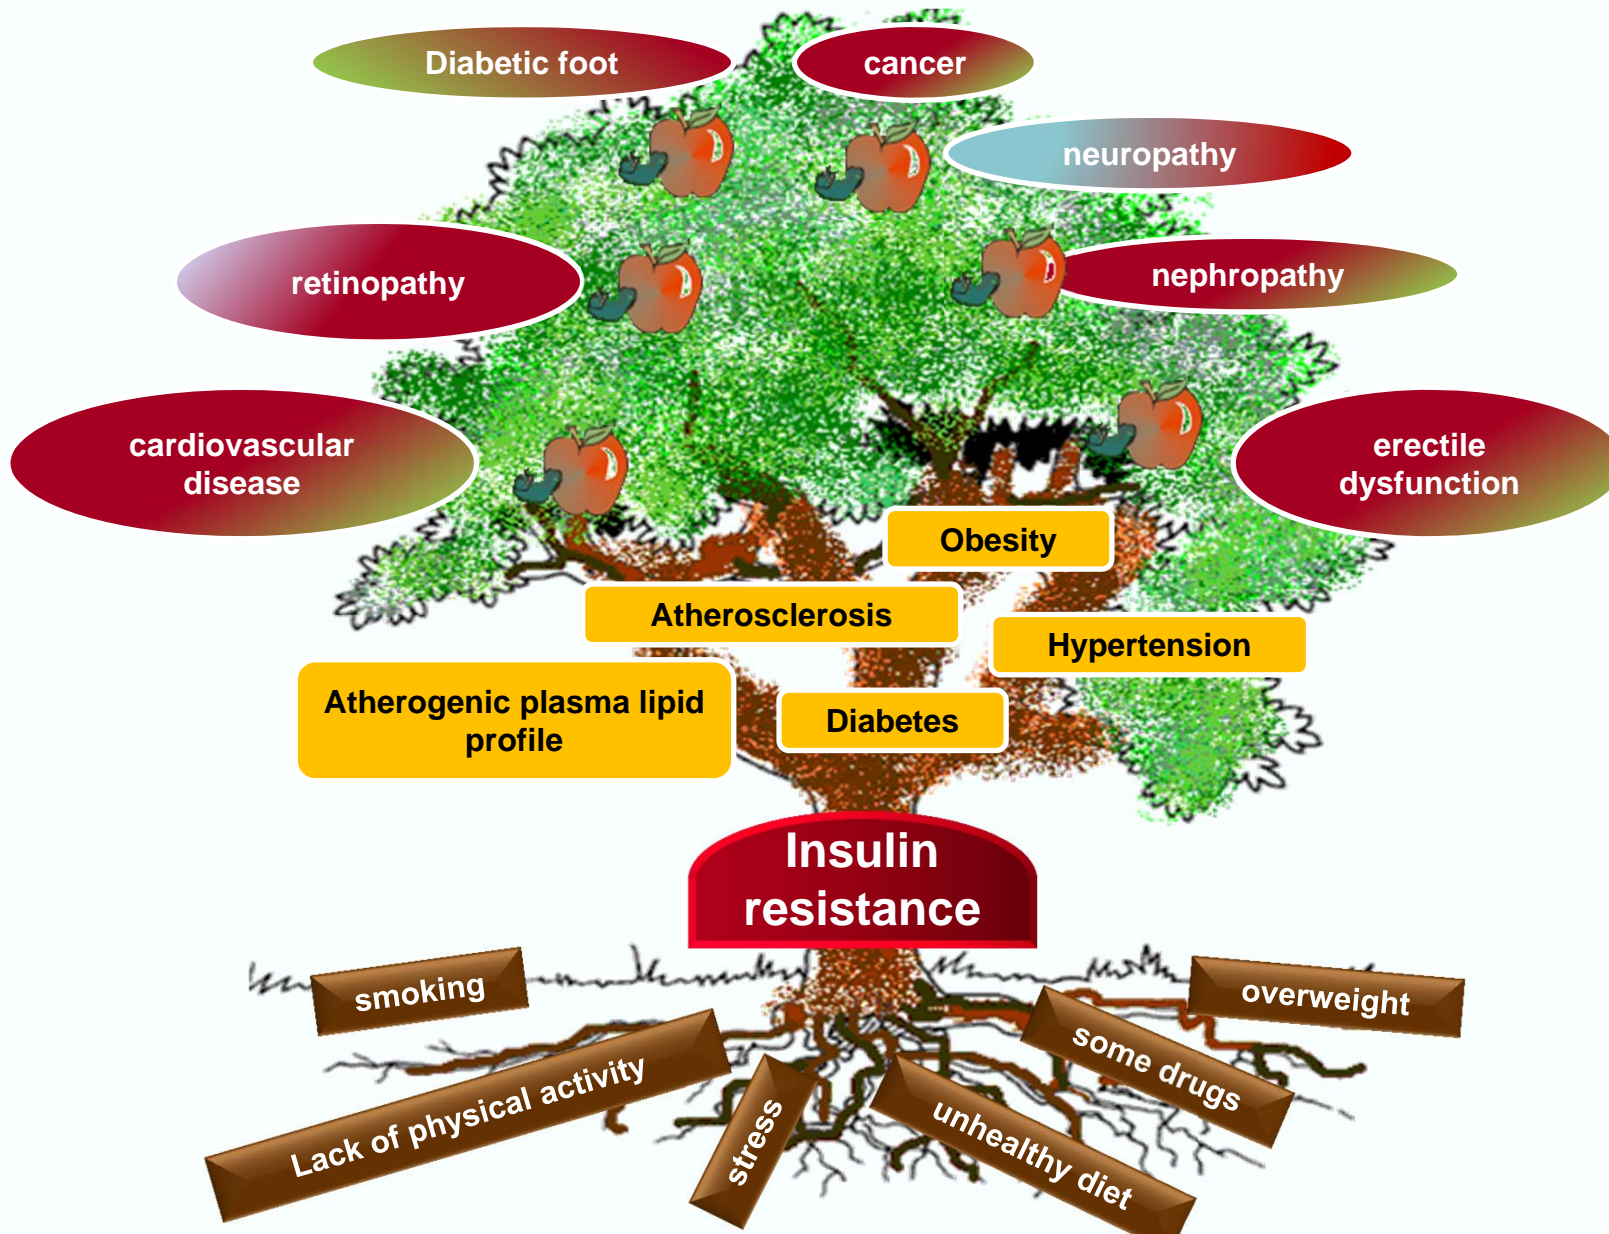 Diabetic foot
cancer
neuropathy
retinopathy
nephropathy
cardiovascular
disease
erectile
dysfunction
Obesity
Atherosclerosis
Hypertension
Atherogenic plasma lipid
profile
Diabetes
Insulin
resistance
smoking
overweight
Lack of physical activity
some drugs
stress
unhealthy diet